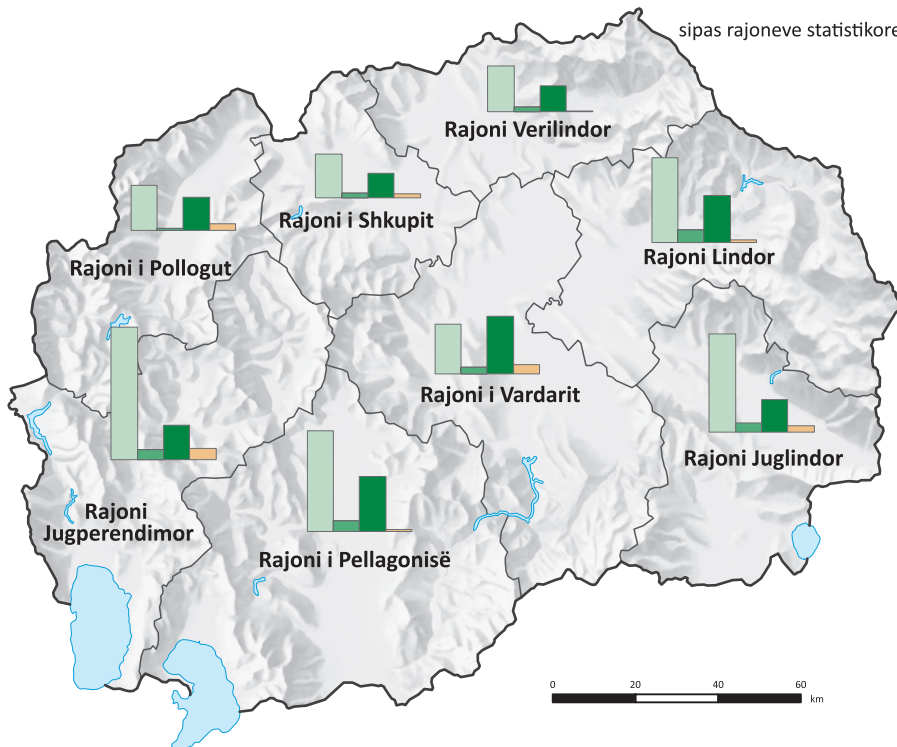 sipas rajoneve statistikore
Rajoni Verilindor
Rajoni i Shkupit
Rajoni Lindor
Rajoni i Pollogut
Rajoni i Vardarit
Rajoni Juglindor
Rajoni
Jugperendimor
Rajoni i Pellagonisë
0 20 40 60
km